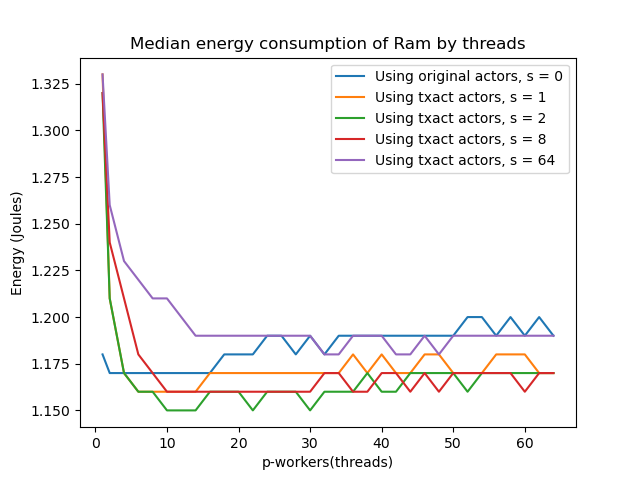 Median energy consumption of Ram by threads
Using original actors, s = 0
Using txact actors, s = 1
Using txact actors, s = 2
Using txact actors, s = 8
Using txact actors, s = 64
Energy (Joules)
1.325
1.300
1.275
1.250
1.225
1.200
1.175
1.150
0 10 20 30 40 50 60
p-workers(threads)